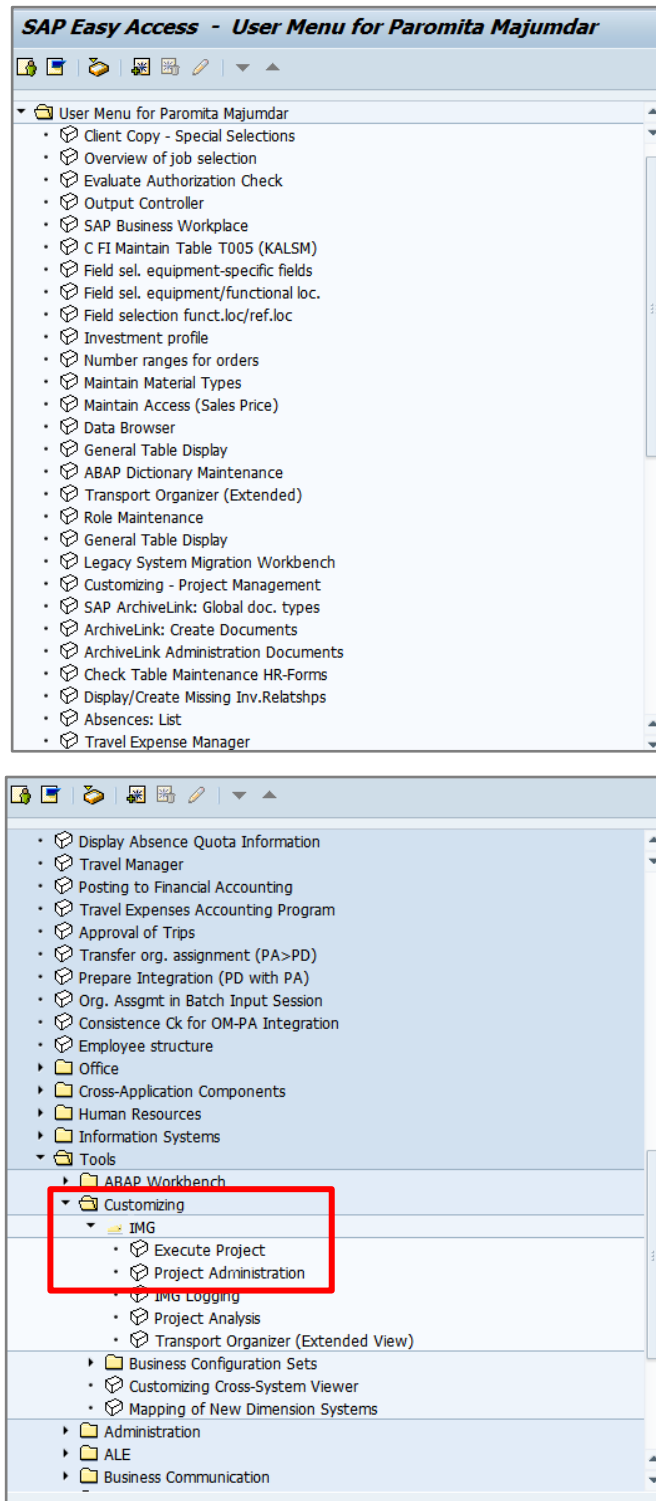 SAP Easy Access - User Menu for Paromita Majumdar
User Menu for Paromita Majumdar
Client Copy - Special Selections
Overview of job selection
Evaluate Authorization Check
Output Controller
SAP Business Workplace
C FI Maintain Table T005 (KALSM)
Field sel. equipment-specific fields
Field sel. equipment/functional loc.
Field selection funct.loc/ref.loc
Investment profile
Number ranges for orders
Maintain Material Types
Maintain Access (Sales Price)
Data Browser
General Table Display
ABAP Dictionary Maintenance
Transport Organizer (Extended)
Role Maintenance
General Table Display
Legacy System Migration Workbench
Customizing - Project Management
SAP ArchiveLink: Global doc. types
ArchiveLink: Create Documents
ArchiveLink Administration Documents
Check Table Maintenance HR-Forms
Display/Create Missing Inv.Relatshps
Absences: List
Travel Expense Manager
Display Absence Quota Information
Travel Manager
Posting to Financial Accounting
Travel Expenses Accounting Program
Approval of Trips
Transfer org. assignment (PA>PD)
Prepare Integration (PD with PA)
Org. Assgmt in Batch Input Session
Consistence Ck for OM-PA Integration
Employee structure
Office
Cross-Application Components
Human Resources
Information Systems
Tools
ABAP Workbench
Customizing
IMG
Execute Project
Project Administration
IMG Logging
Project Analysis
Transport Organizer (Extended View)
Business Configuration Sets
Customizing Cross-System Viewer
Mapping of New Dimension Systems
Administration
ALE
Business Communication